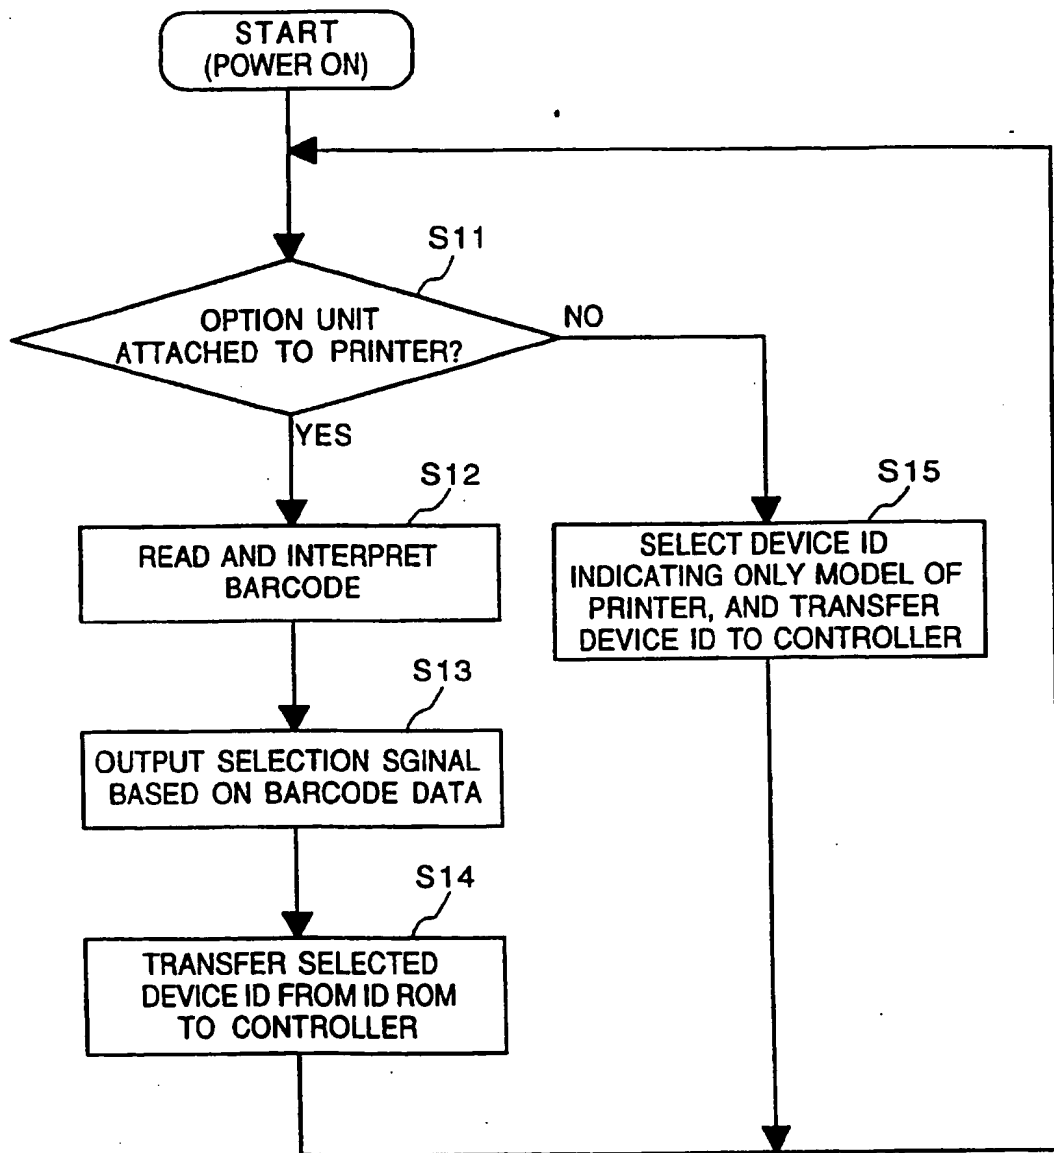 START
(POWER ON)
S11
OPTION UNIT
ATTACHED TO PRINTER?
NO
YES
S12
READ AND INTERPRET
BARCODE
S15
SELECT DEVICE ID
INDICATING ONLY MODEL OF
PRINTER, AND TRANSFER
DEVICE ID TO CONTROLLER
S13
OUTPUT SELECTION SGINAL
BASED ON BARCODE DATA
S14
TRANSFER SELECTED
DEVICE ID FROM ID ROM
TO CONTROLLER